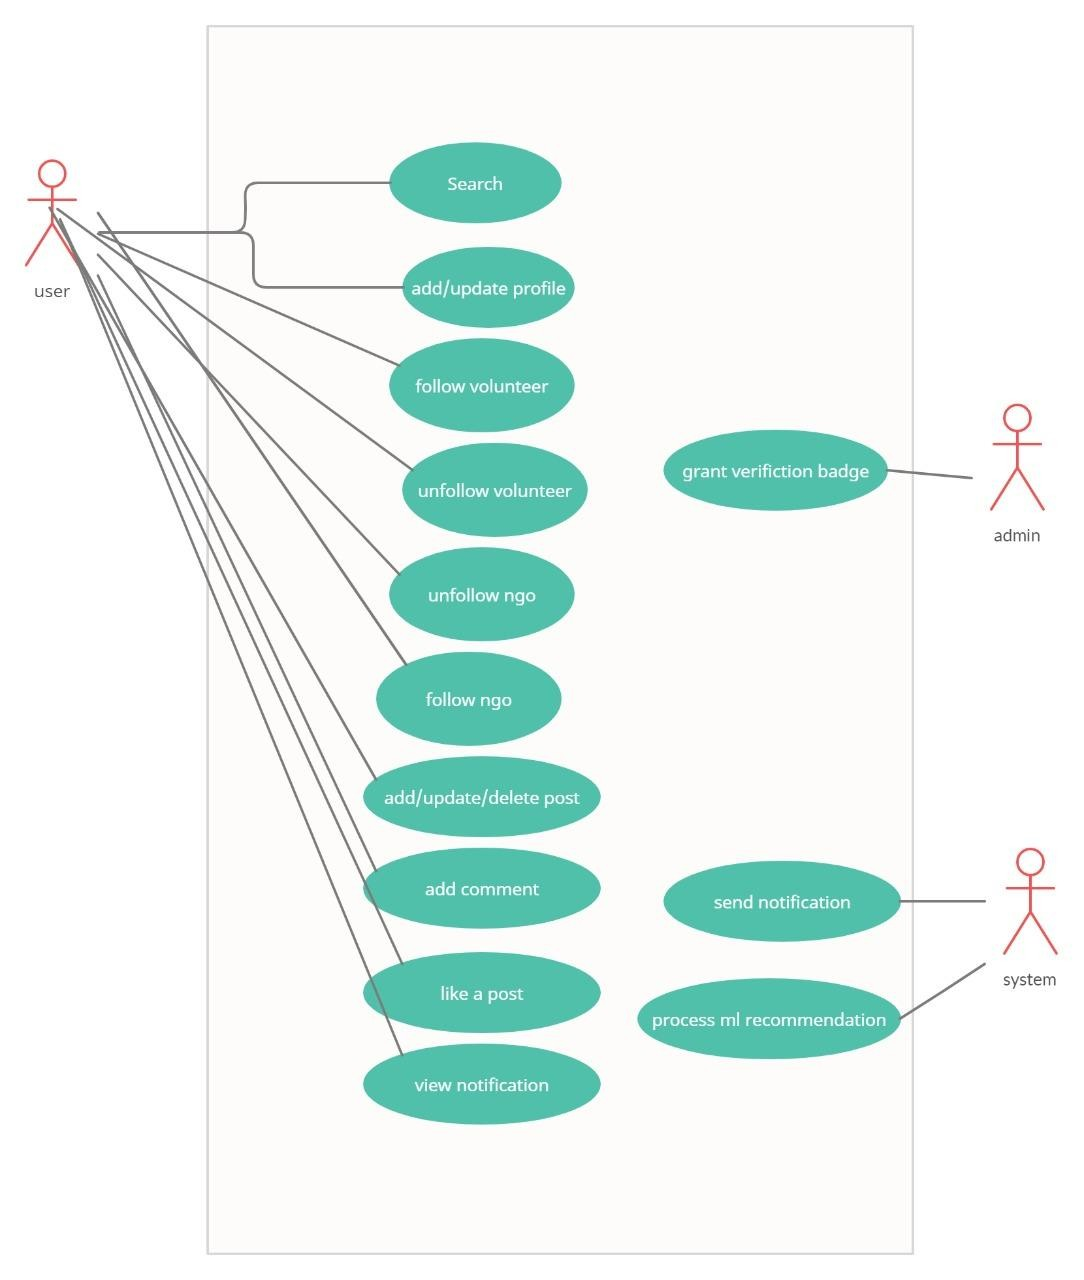 Search
add/update profile
user
follow volunteer
grant verifiction badge
unfollow volunteer
admin
unfollow ngo
follow ngo
add/update/delete post
add comment
send notification
system
like a post
process ml recommendation
view notification